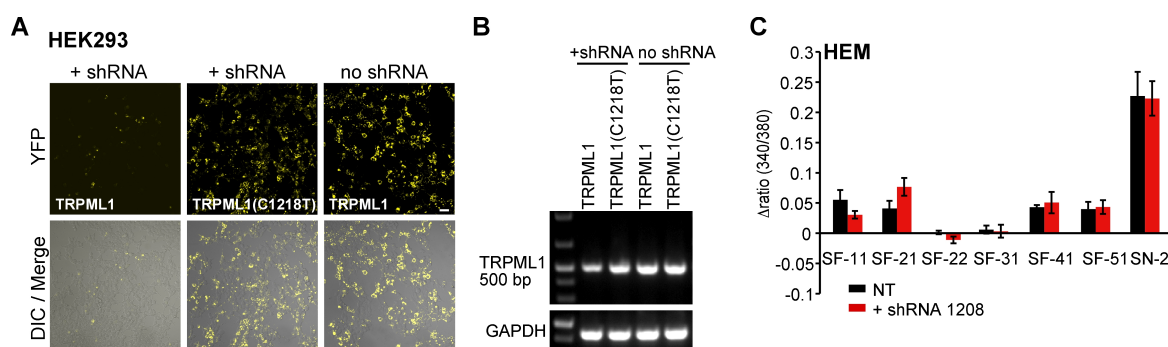 A
HEK293
+ shRNA
+ shRNA
no shRNA
YFP
TRPML1
TRPML1(C1218T)
TRPML1
DIC / Merge
B
+shRNA
no shRNA
TRPML1
TRPML1(C1218T)
TRPML1
TRPML1(C1218T)
TRPML1
500 bp
GAPDH
C
HEM
Δratio (340/380)
0.3
0.25
0.2
0.15
0.1
0.05
0
-0.05
-0.1
SF-11
SF-21
SF-22
SF-31
SF-41
SF-51
SN-2
NT
+ shRNA 1208